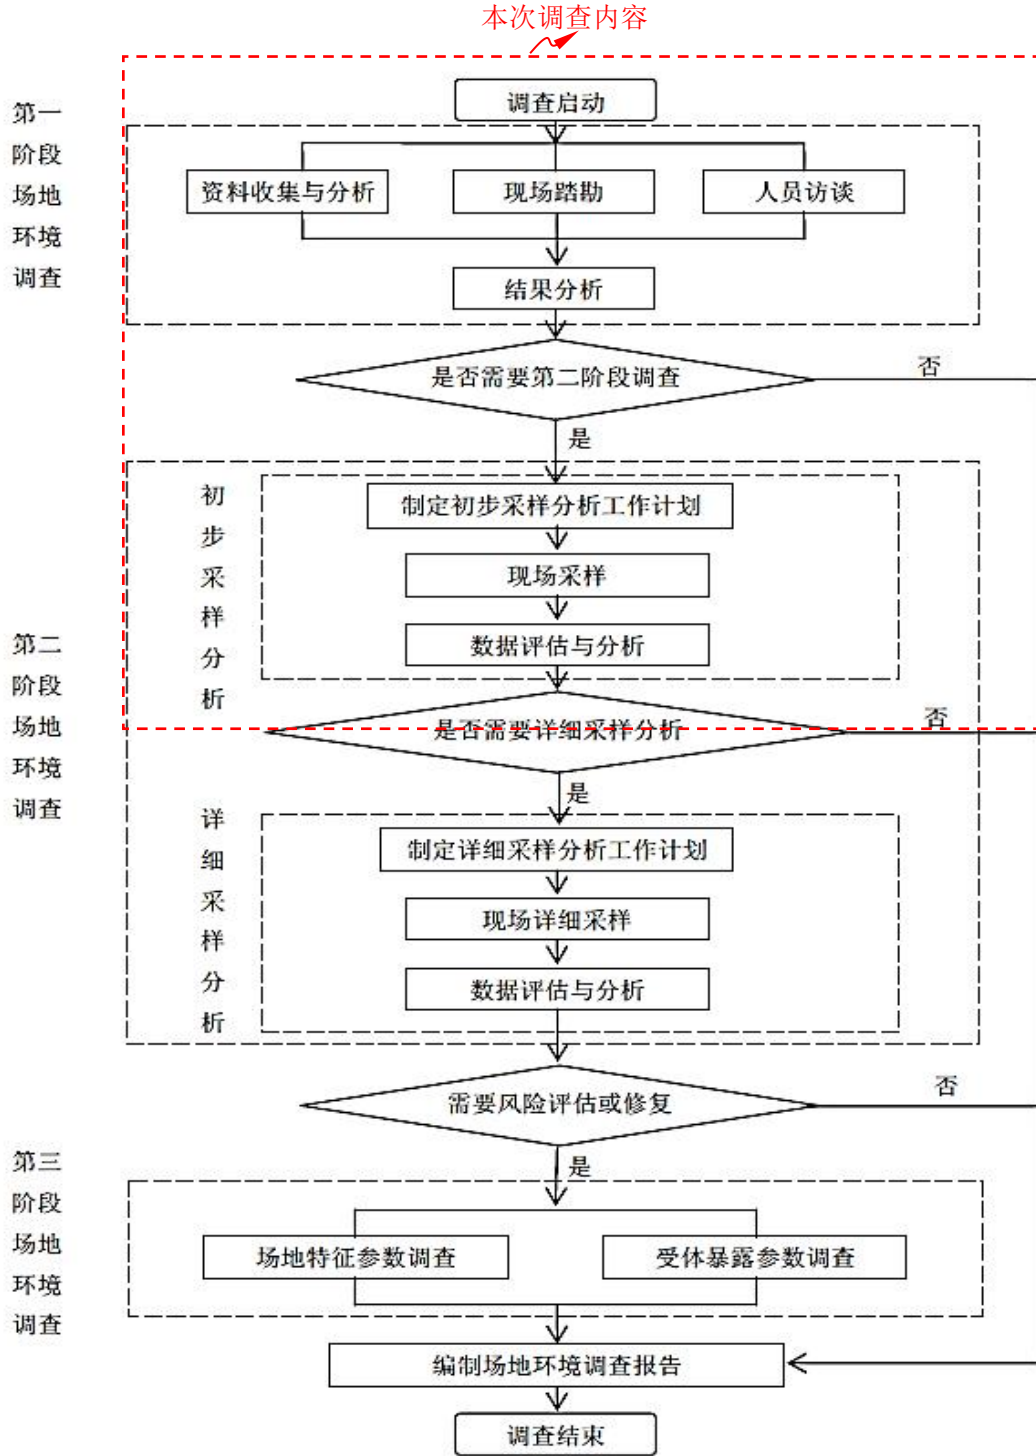 本次调查内容
调查启动
第一
阶段
场地
环境
调查
资料收集与分析
现场踏勘
人员访谈
结果分析
是否需要第二阶段调查
否
是
初
步
采
样
分
析
制定初步采样分析工作计划
现场采样
数据评估与分析
第二
阶段
场地
环境
调查
是否需要详细采样分析
否
是
详
细
采
样
分
析
制定详细采样分析工作计划
现场详细采样
数据评估与分析
需要风险评估或修复
否
是
第三
阶段
场地
环境
调查
场地特征参数调查
受体暴露参数调查
编制场地环境调查报告
调查结束